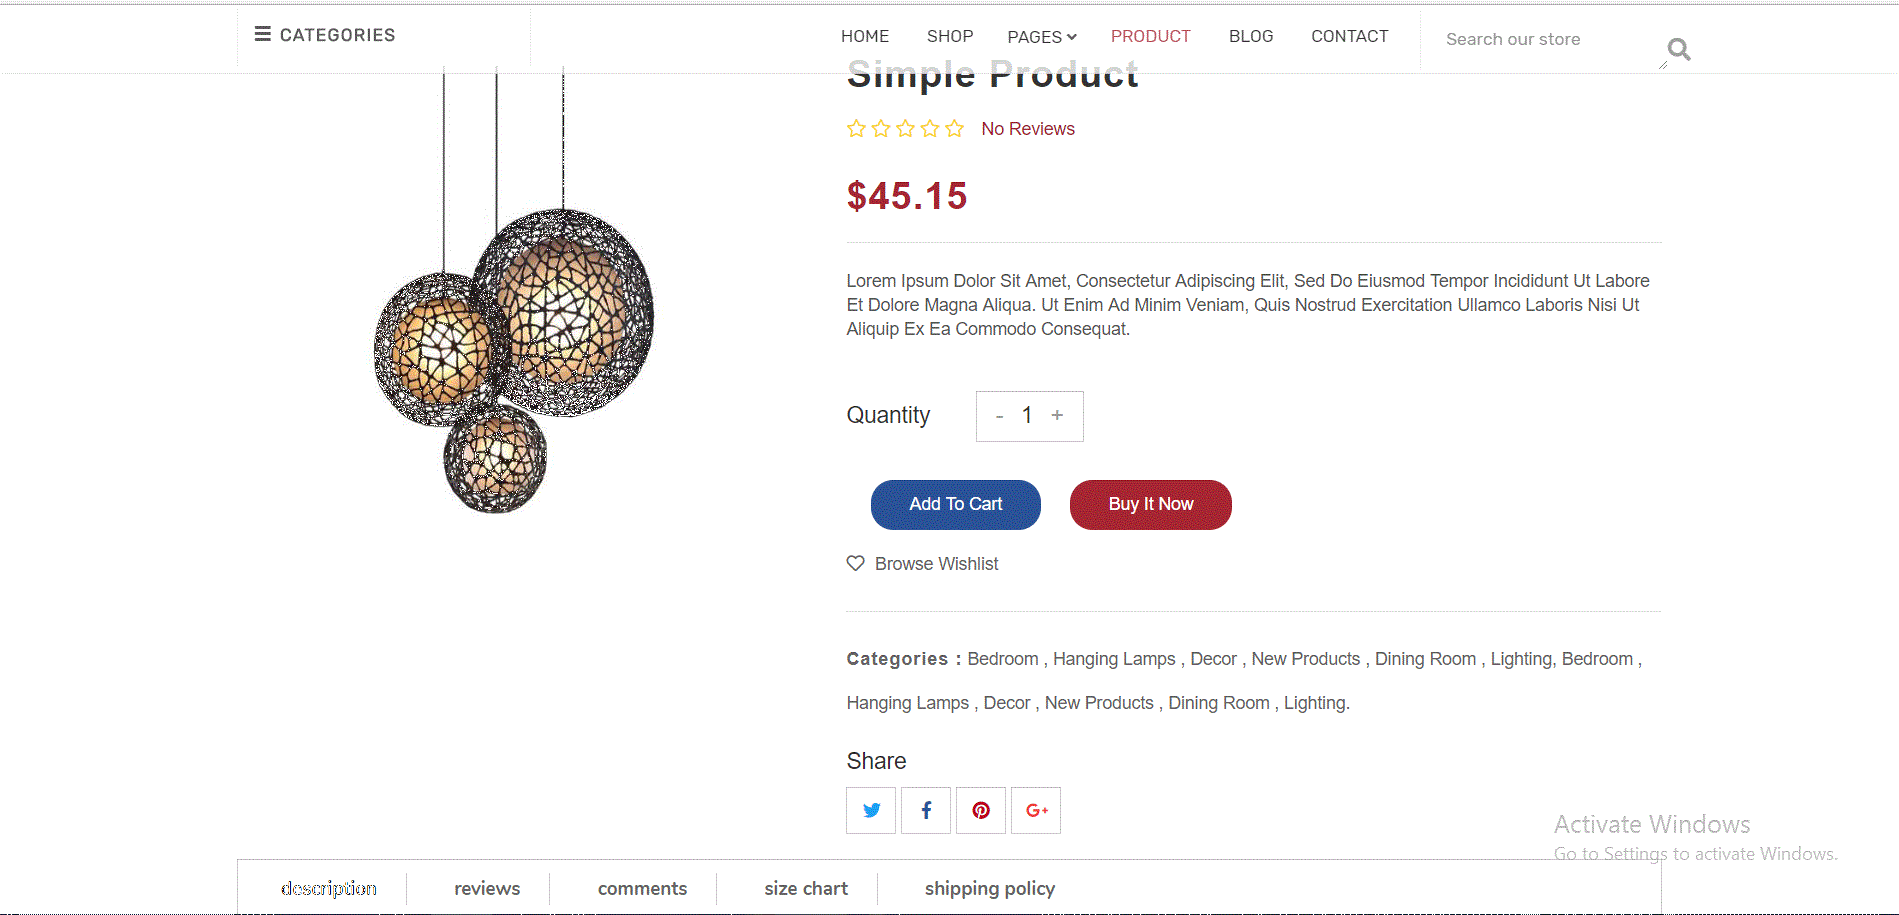 CATEGORIES
HOME SHOP PAGES PRODUCT BLOG CONTACT
Search our store
Simple Product
No Reviews
$45.15
Lorem Ipsum Dolor Sit Amet, Consectetur Adipiscing Elit, Sed Do Eiusmod Tempor Incididunt Ut Labore
Et Dolore Magna Aliqua. Ut Enim Ad Minim Veniam, Quis Nostrud Exercitation Ullamco Laboris Nisi Ut
Aliquip Ex Ea Commodo Consequat.
Quantity - 1 +
Add To Cart Buy It Now
Browse Wishlist
Categories : Bedroom , Hanging Lamps , Decor , New Products , Dining Room , Lighting, Bedroom ,
Hanging Lamps , Decor , New Products , Dining Room , Lighting.
Share
G+
Activate Windows
Go to Settings to activate Windows.
description reviews comments size chart shipping policy